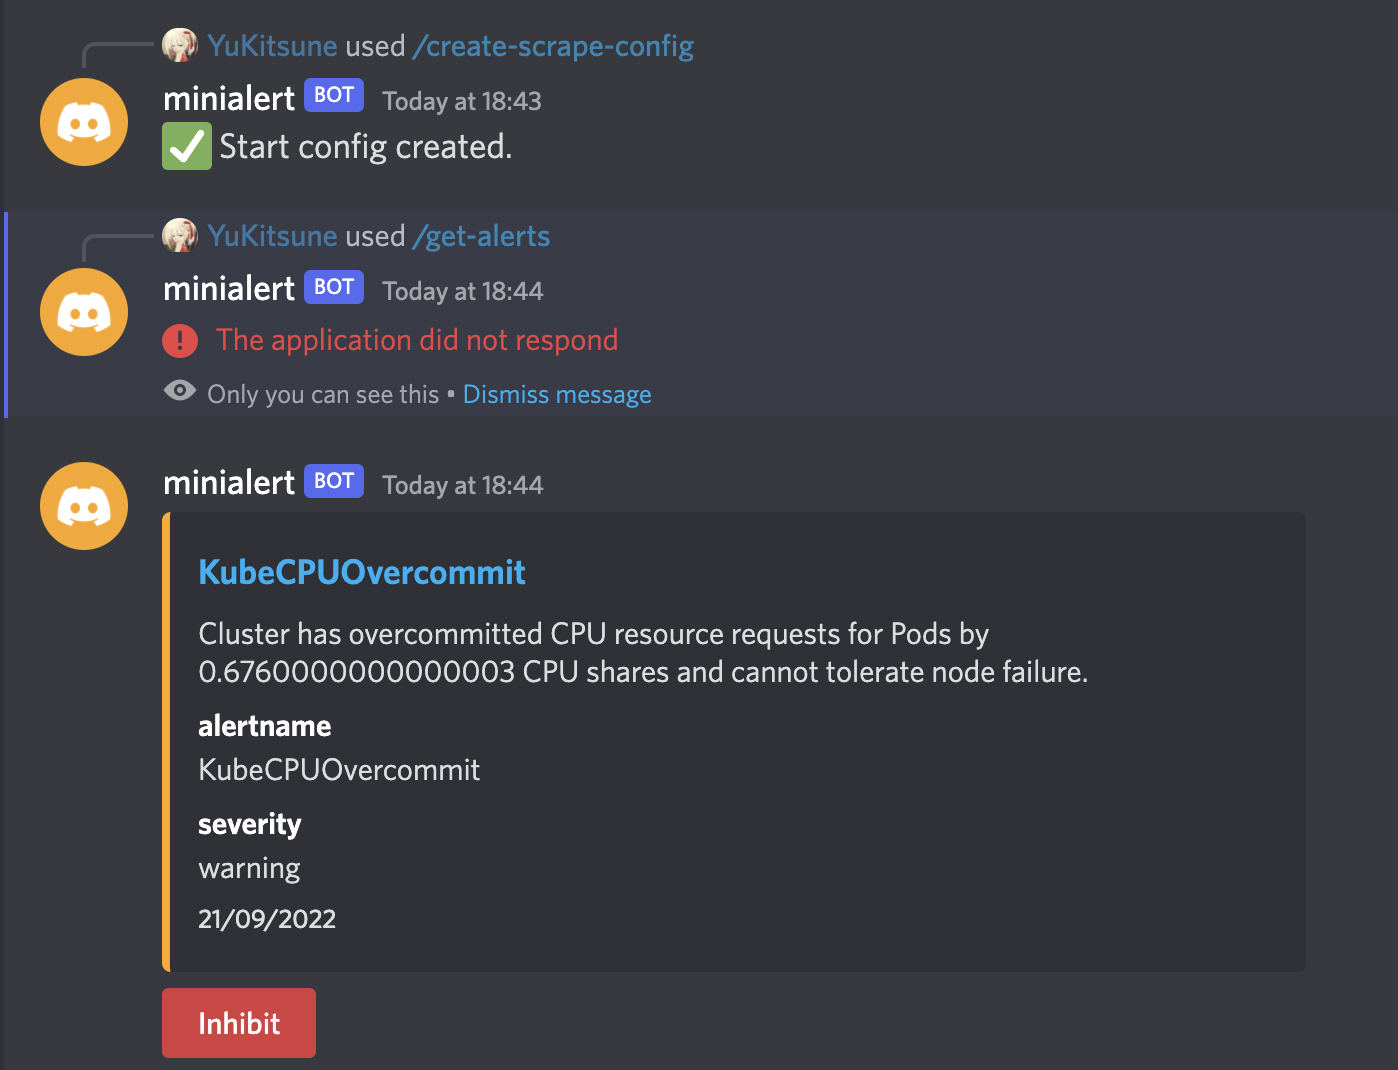 YuKitsune used /create-scrape-config
minialert BOT Today at 18:43
Start config created.
YuKitsune used /get-alerts
minialert BOT Today at 18:44
The application did not respond
Only you can see this • Dismiss message
minialert BOT Today at 18:44
KubeCPUOvercommit
Cluster has overcommitted CPU resource requests for Pods by
0.6760000000000003 CPU shares and cannot tolerate node failure.
alertname
KubeCPUOvercommit
severity
warning
21/09/2022
Inhibit